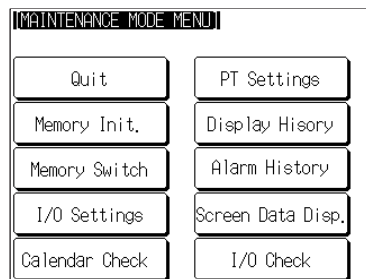 [MAINTENANCE MODE MENU]
Quit
PT Settings
Memory Init.
Display Hisory
Memory Switch
Alarm History
I/O Settings
Screen Data Disp.
Calendar Check
I/O Check